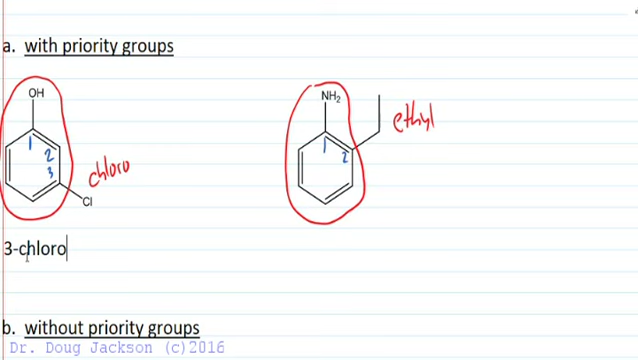 a. with priority groups
OH
1
2
3
chloro
Cl
NH2
1
2
ethyl
3-chloro
b. without priority groups
Dr. Doug Jackson (c)2016